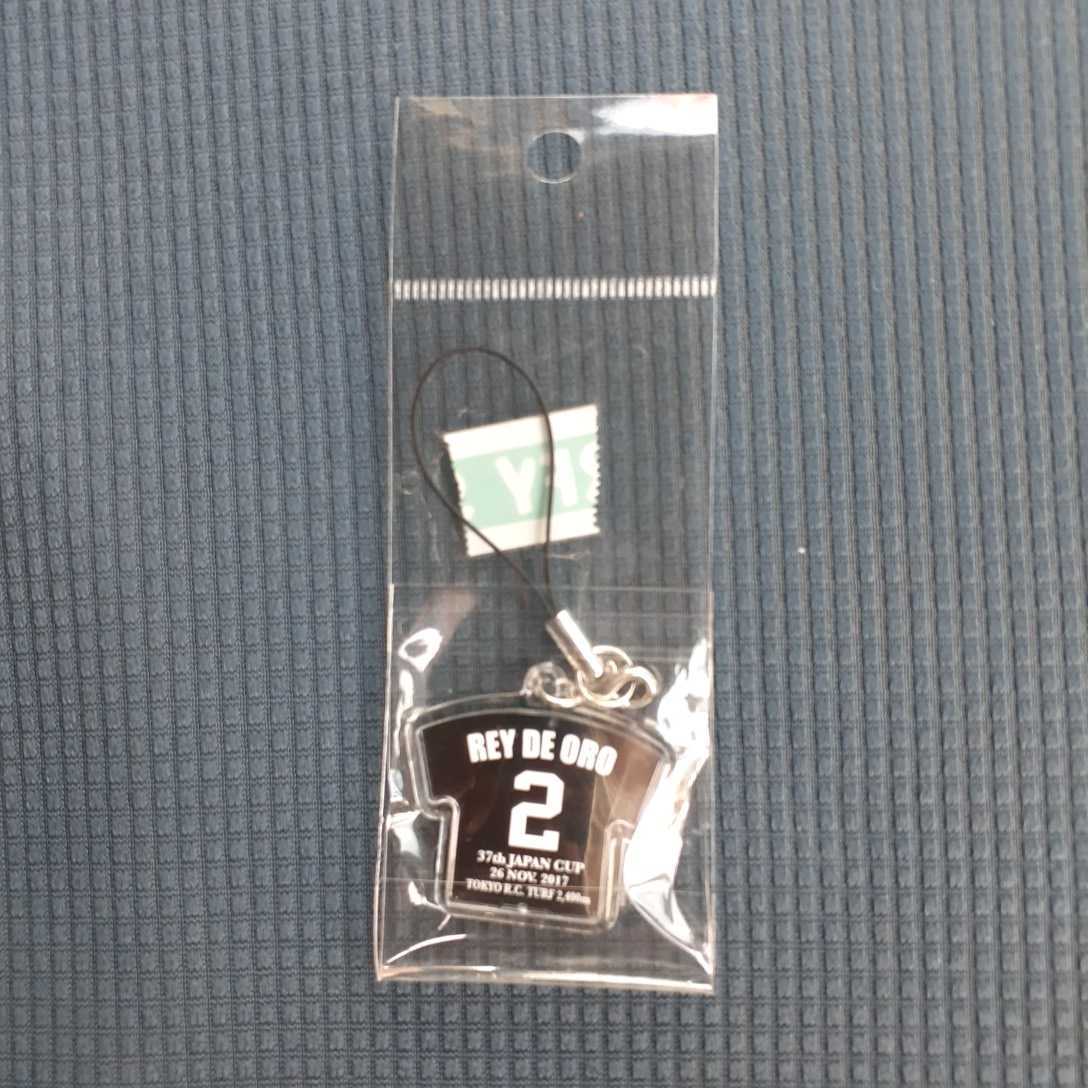 REY DE ORO
2
37th JAPAN CUP
26 NOV. 2017
TOKYO R.C. TURF 2,400m